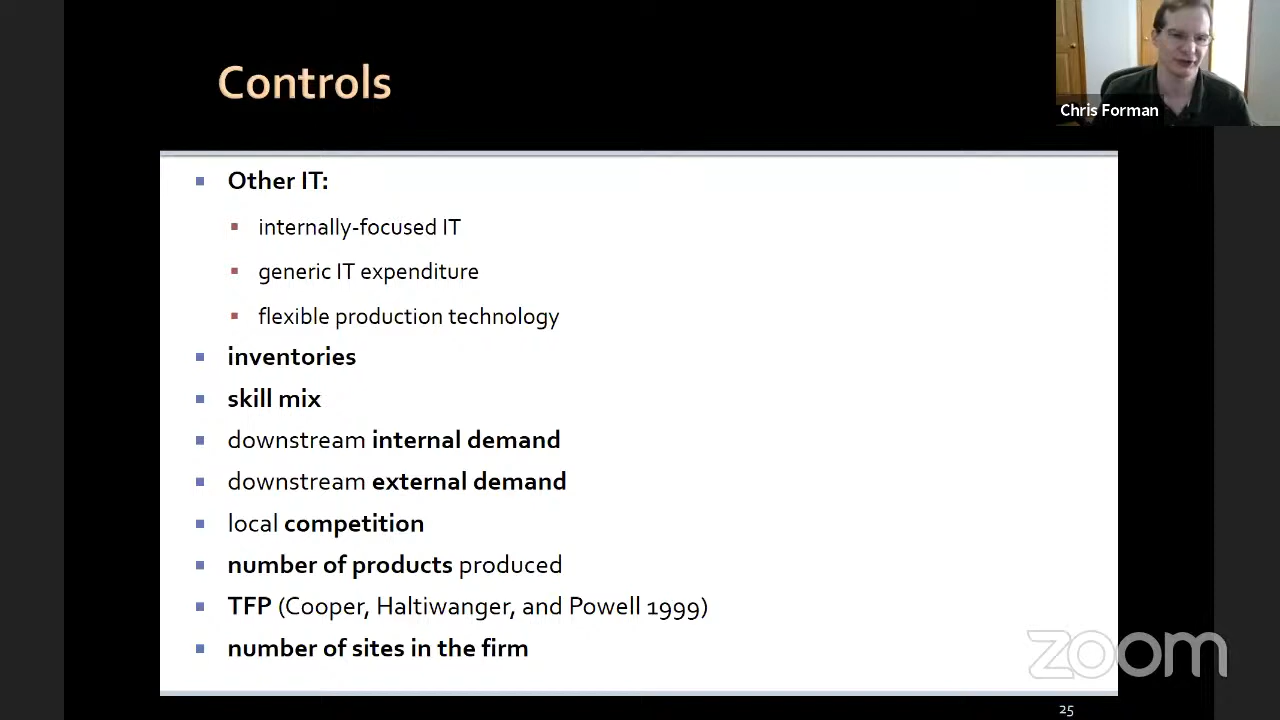 Controls
Chris Forman
Other IT:
internally-focused IT
generic IT expenditure
flexible production technology
inventories
skill mix
downstream internal demand
downstream external demand
local competition
number of products produced
TFP (Cooper, Haltiwanger, and Powell 1999)
number of sites in the firm
zoom
25